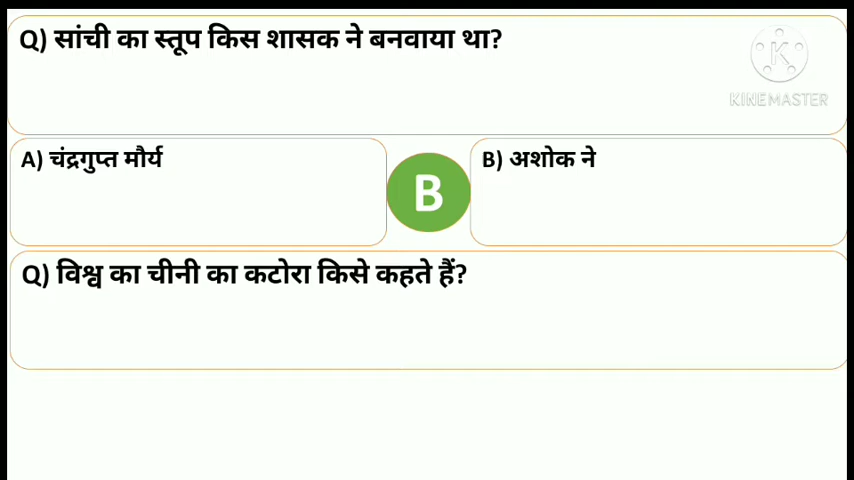 Q) सांची का स्तूप किस शासक ने बनवाया था?
KINEMASTER
A) चंद्रगुप्त मौर्य
B
B) अशोक ने
Q) विश्व का चीनी का कटोरा किसे कहते हैं?